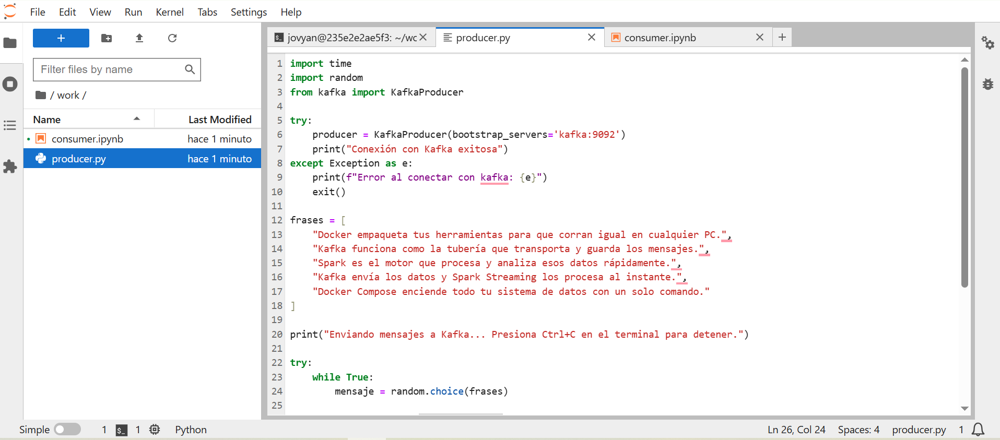 File Edit View Run Kernel Tabs Settings Help
+
Filter files by name
/ work /
Name Last Modified
consumer.ipynb hace 1 minuto
producer.py hace 1 minuto
jovyan@235e2e2ae5f3: ~/wc
producer.py
consumer.ipynb
1 import time
2 import random
3 from kafka import KafkaProducer
4
5 try:
6 producer = KafkaProducer(bootstrap_servers='kafka:9092')
7 print("Conexión con Kafka exitosa")
8 except Exception as e:
9 print(f"Error al conectar con kafka: {e}")
10 exit()
11
12 frases = [
13 "Docker empaqueta tus herramientas para que corran igual en cualquier PC.",
14 "Kafka funciona como la tubería que transporta y guarda los mensajes.",
15 "Spark es el motor que procesa y analiza esos datos rápidamente.",
16 "Kafka envía los datos y Spark Streaming los procesa al instante.",
17 "Docker Compose enciende todo tu sistema de datos con un solo comando."
18 ]
19
20 print("Enviando mensajes a Kafka... Presiona Ctrl+C en el terminal para detener.")
21
22 try:
23 while True:
24 mensaje = random.choice(frases)
25
Simple 1 $_ 1 Python Ln 26, Col 24 Spaces: 4 producer.py 1